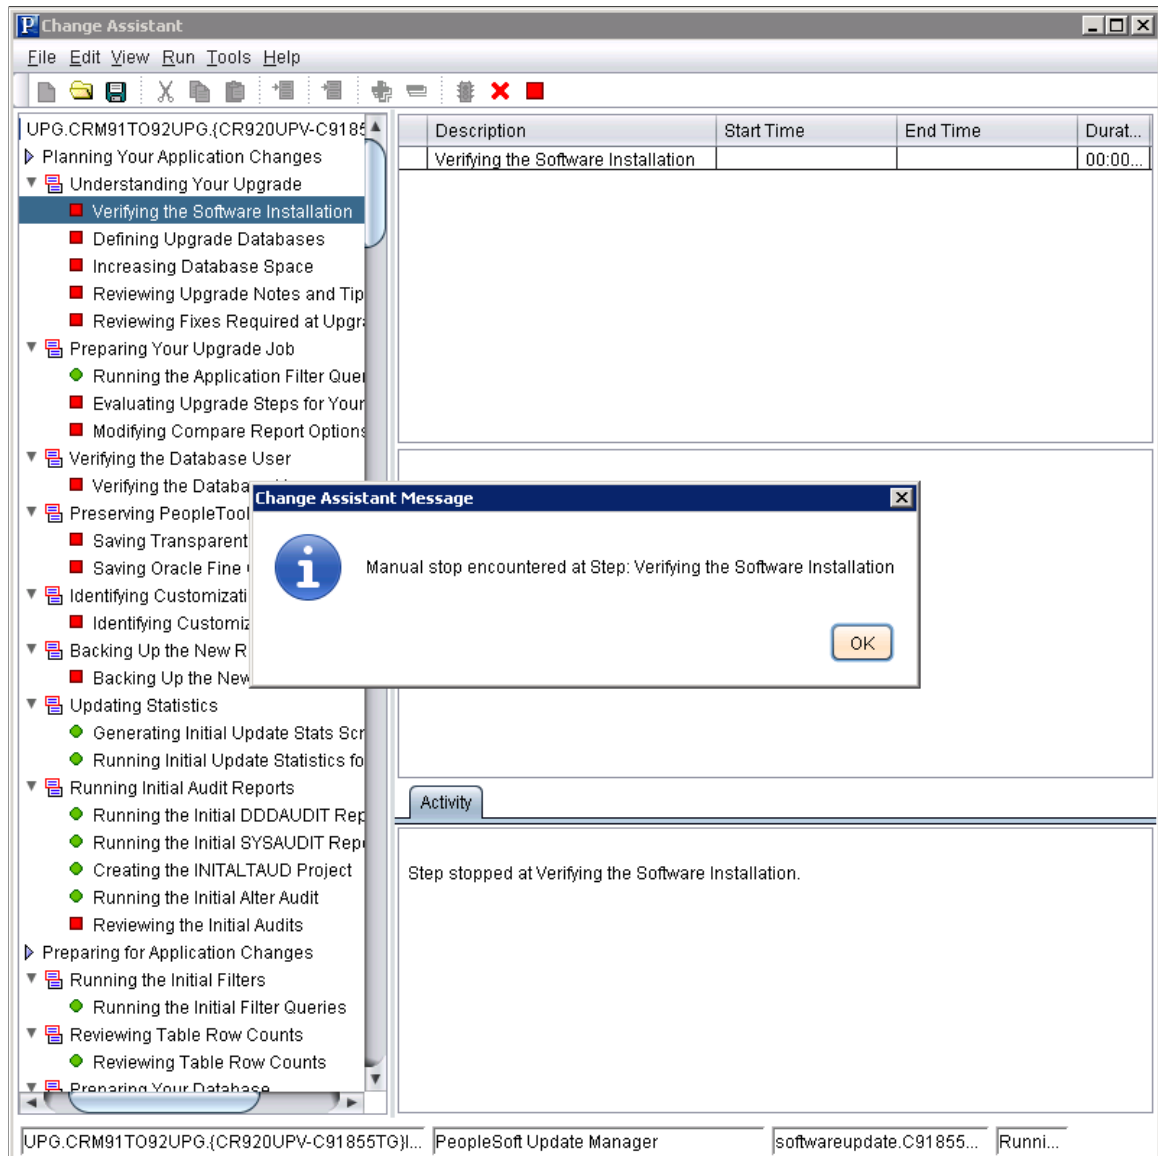 Change Assistant
File Edit View Run Tools Help
UPG.CRM91TO92UPG.{CR920UPV-C9185
Planning Your Application Changes
Understanding Your Upgrade
Verifying the Software Installation
Defining Upgrade Databases
Increasing Database Space
Reviewing Upgrade Notes and Tip
Reviewing Fixes Required at Upgr
Preparing Your Upgrade Job
Running the Application Filter Quer
Evaluating Upgrade Steps for Your
Modifying Compare Report Options
Verifying the Database User
Verifying the Databa
Preserving PeopleTool
Saving Transparent
Saving Oracle Fine
Identifying Customizati
Identifying Customiz
Backing Up the New R
Backing Up the New
Updating Statistics
Generating Initial Update Stats Scr
Running Initial Update Statistics fo
Running Initial Audit Reports
Running the Initial DDDAUDIT Rep
Running the Initial SYSAUDIT Rep
Creating the INITALTAUD Project
Running the Initial Alter Audit
Reviewing the Initial Audits
Preparing for Application Changes
Running the Initial Filters
Running the Initial Filter Queries
Reviewing Table Row Counts
Reviewing Table Row Counts
Preparing Your Database
Description Start Time End Time Durat...
Verifying the Software Installation 00:00...
Change Assistant Message
Manual stop encountered at Step: Verifying the Software Installation
OK
Activity
Step stopped at Verifying the Software Installation.
UPG.CRM91TO92UPG.{CR920UPV-C91855TG}I... PeopleSoft Update Manager softwareupdate.C91855... Runni...